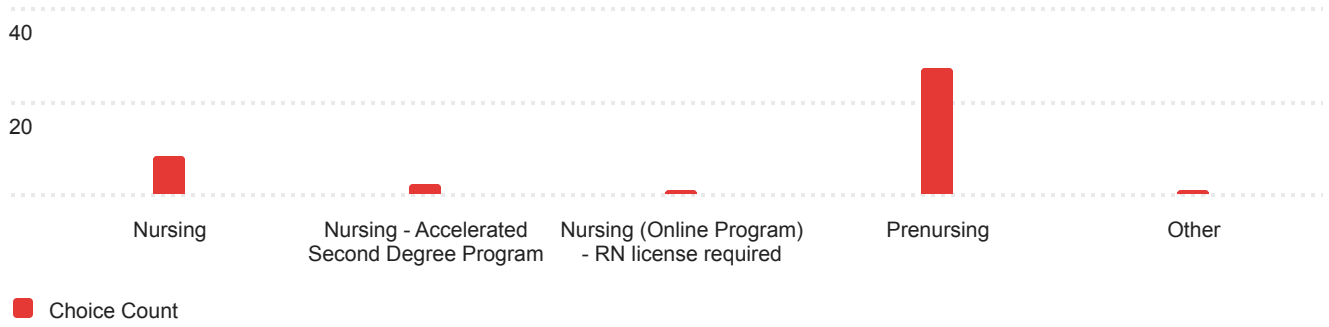 40
20
Nursing
Nursing - Accelerated
Second Degree Program
Nursing (Online Program)
- RN license required
Prenursing
Other
Choice Count